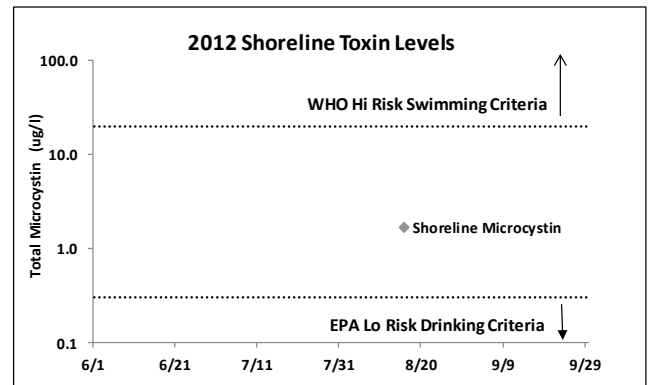 2012 Shoreline Toxin Levels
100.0
WHO Hi Risk Swimming Criteria
10.0
Total Microcystin (ug/l)
Shoreline Microcystin
1.0
EPA Lo Risk Drinking Criteria
0.1
6/1 6/21 7/11 7/31 8/20 9/9 9/29